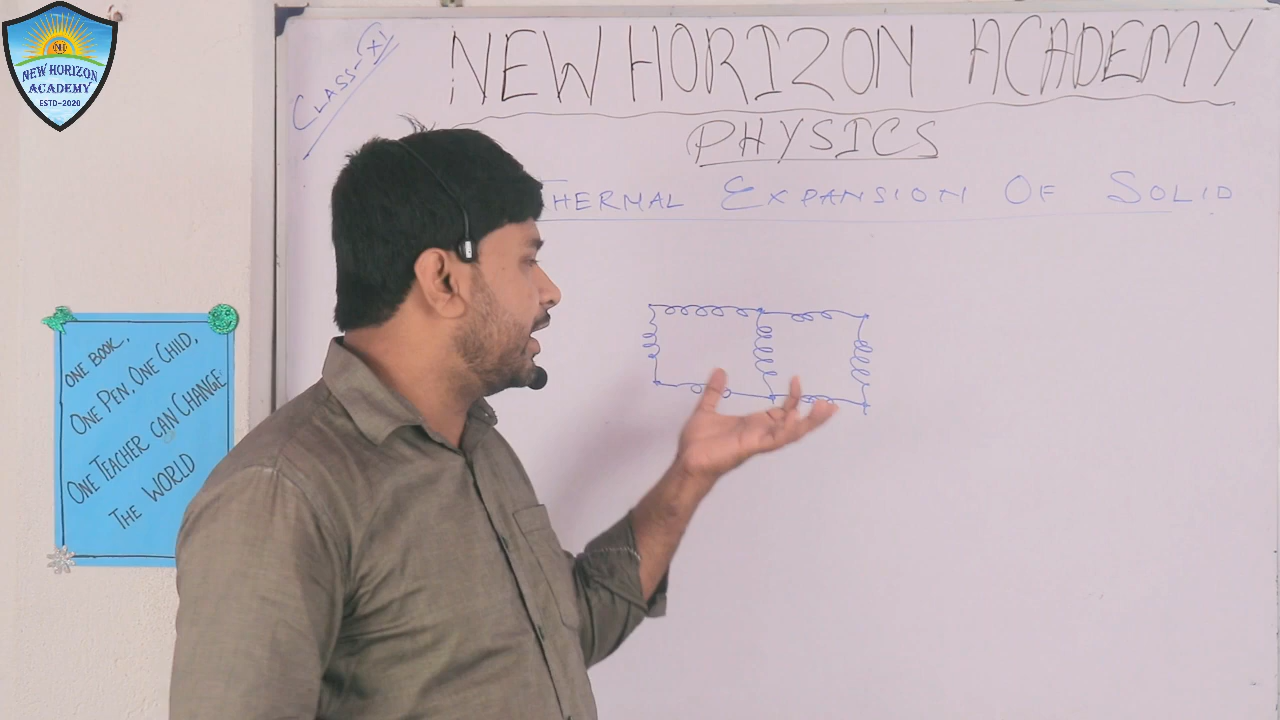 NEW HORIZON
ACADEMY
ESTD-2020
CLASS-XI
NEW HORIZON ACADEMY
PHYSICS
THERMAL EXPANSION OF SOLID
ONE BOOK,
ONE PEN, ONE CHILD,
ONE TEACHER CAN CHANGE
THE WORLD